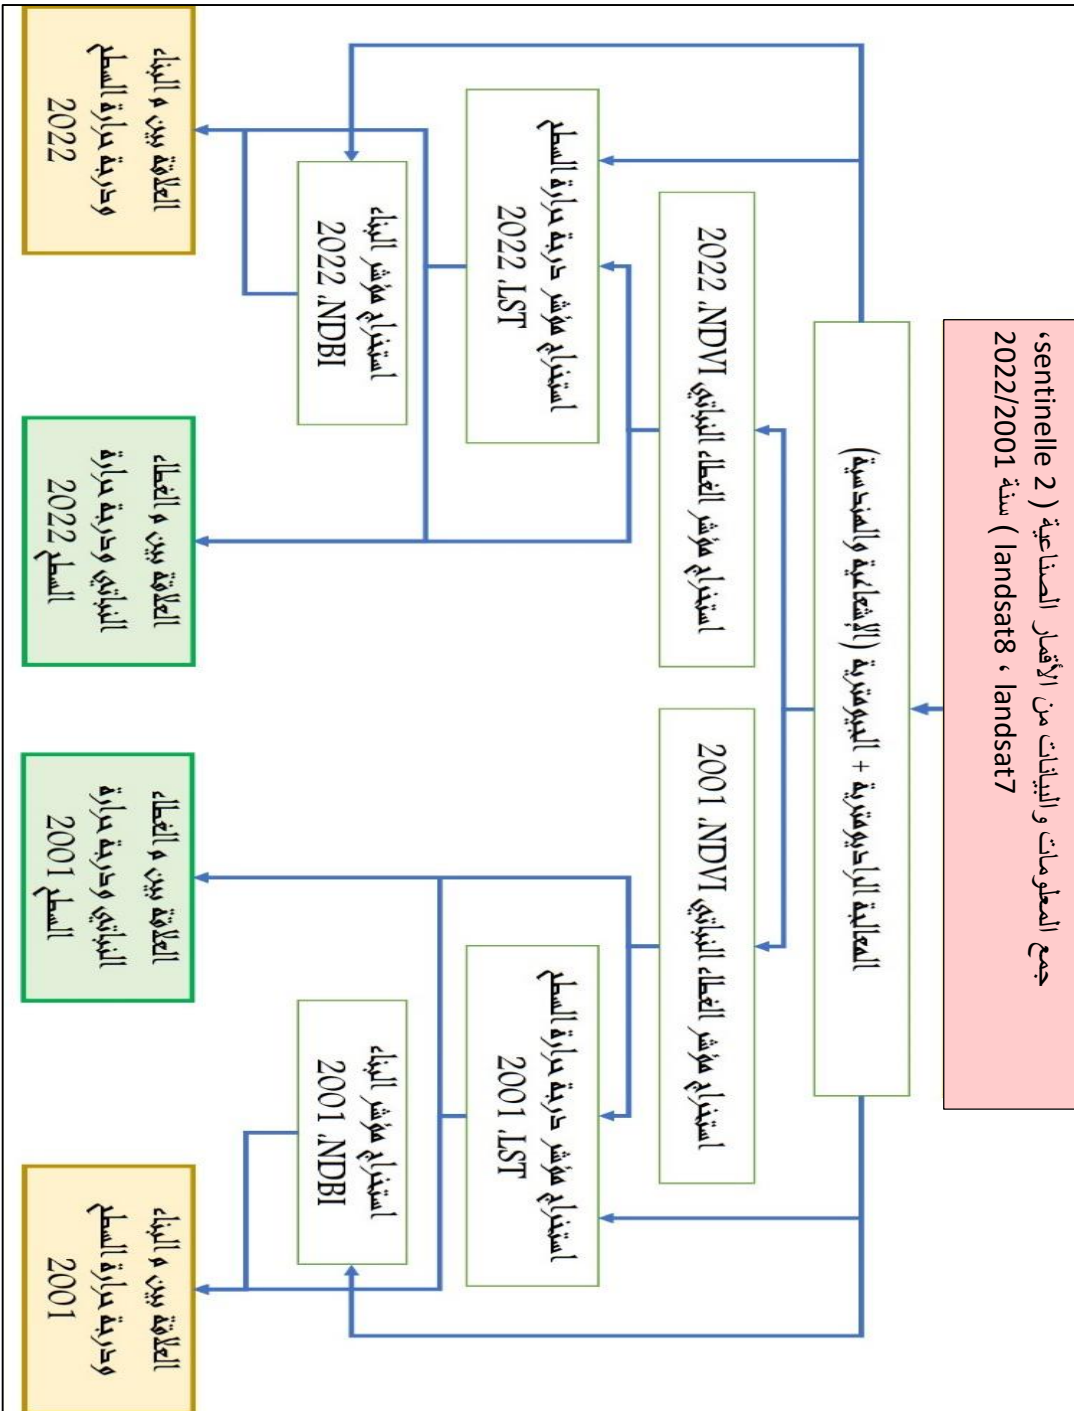 جمع المعلومات والبيانات من الأقمار الصناعية ( sentinelle 2،
landsat8 ، landsat7 ) سنة 2022/2001
المعالجة الراديومترية + الجيومترية (الإشعاعية والهندسية)
استخراج مؤشر الغطاء النباتي NDVI، 2022
استخراج مؤشر الغطاء النباتي NDVI، 2001
استخراج مؤشر درجة حرارة السطح
LST، 2022
استخراج مؤشر درجة حرارة السطح
LST، 2001
استخراج مؤشر البناء
NDBI، 2022
استخراج مؤشر البناء
NDBI، 2001
العلاقة بين م البناء
ودرجة حرارة السطح
2022
العلاقة بين م الغطاء
النباتي ودرجة حرارة
السطح 2022
العلاقة بين م الغطاء
النباتي ودرجة حرارة
السطح 2001
العلاقة بين م البناء
ودرجة حرارة السطح
2001